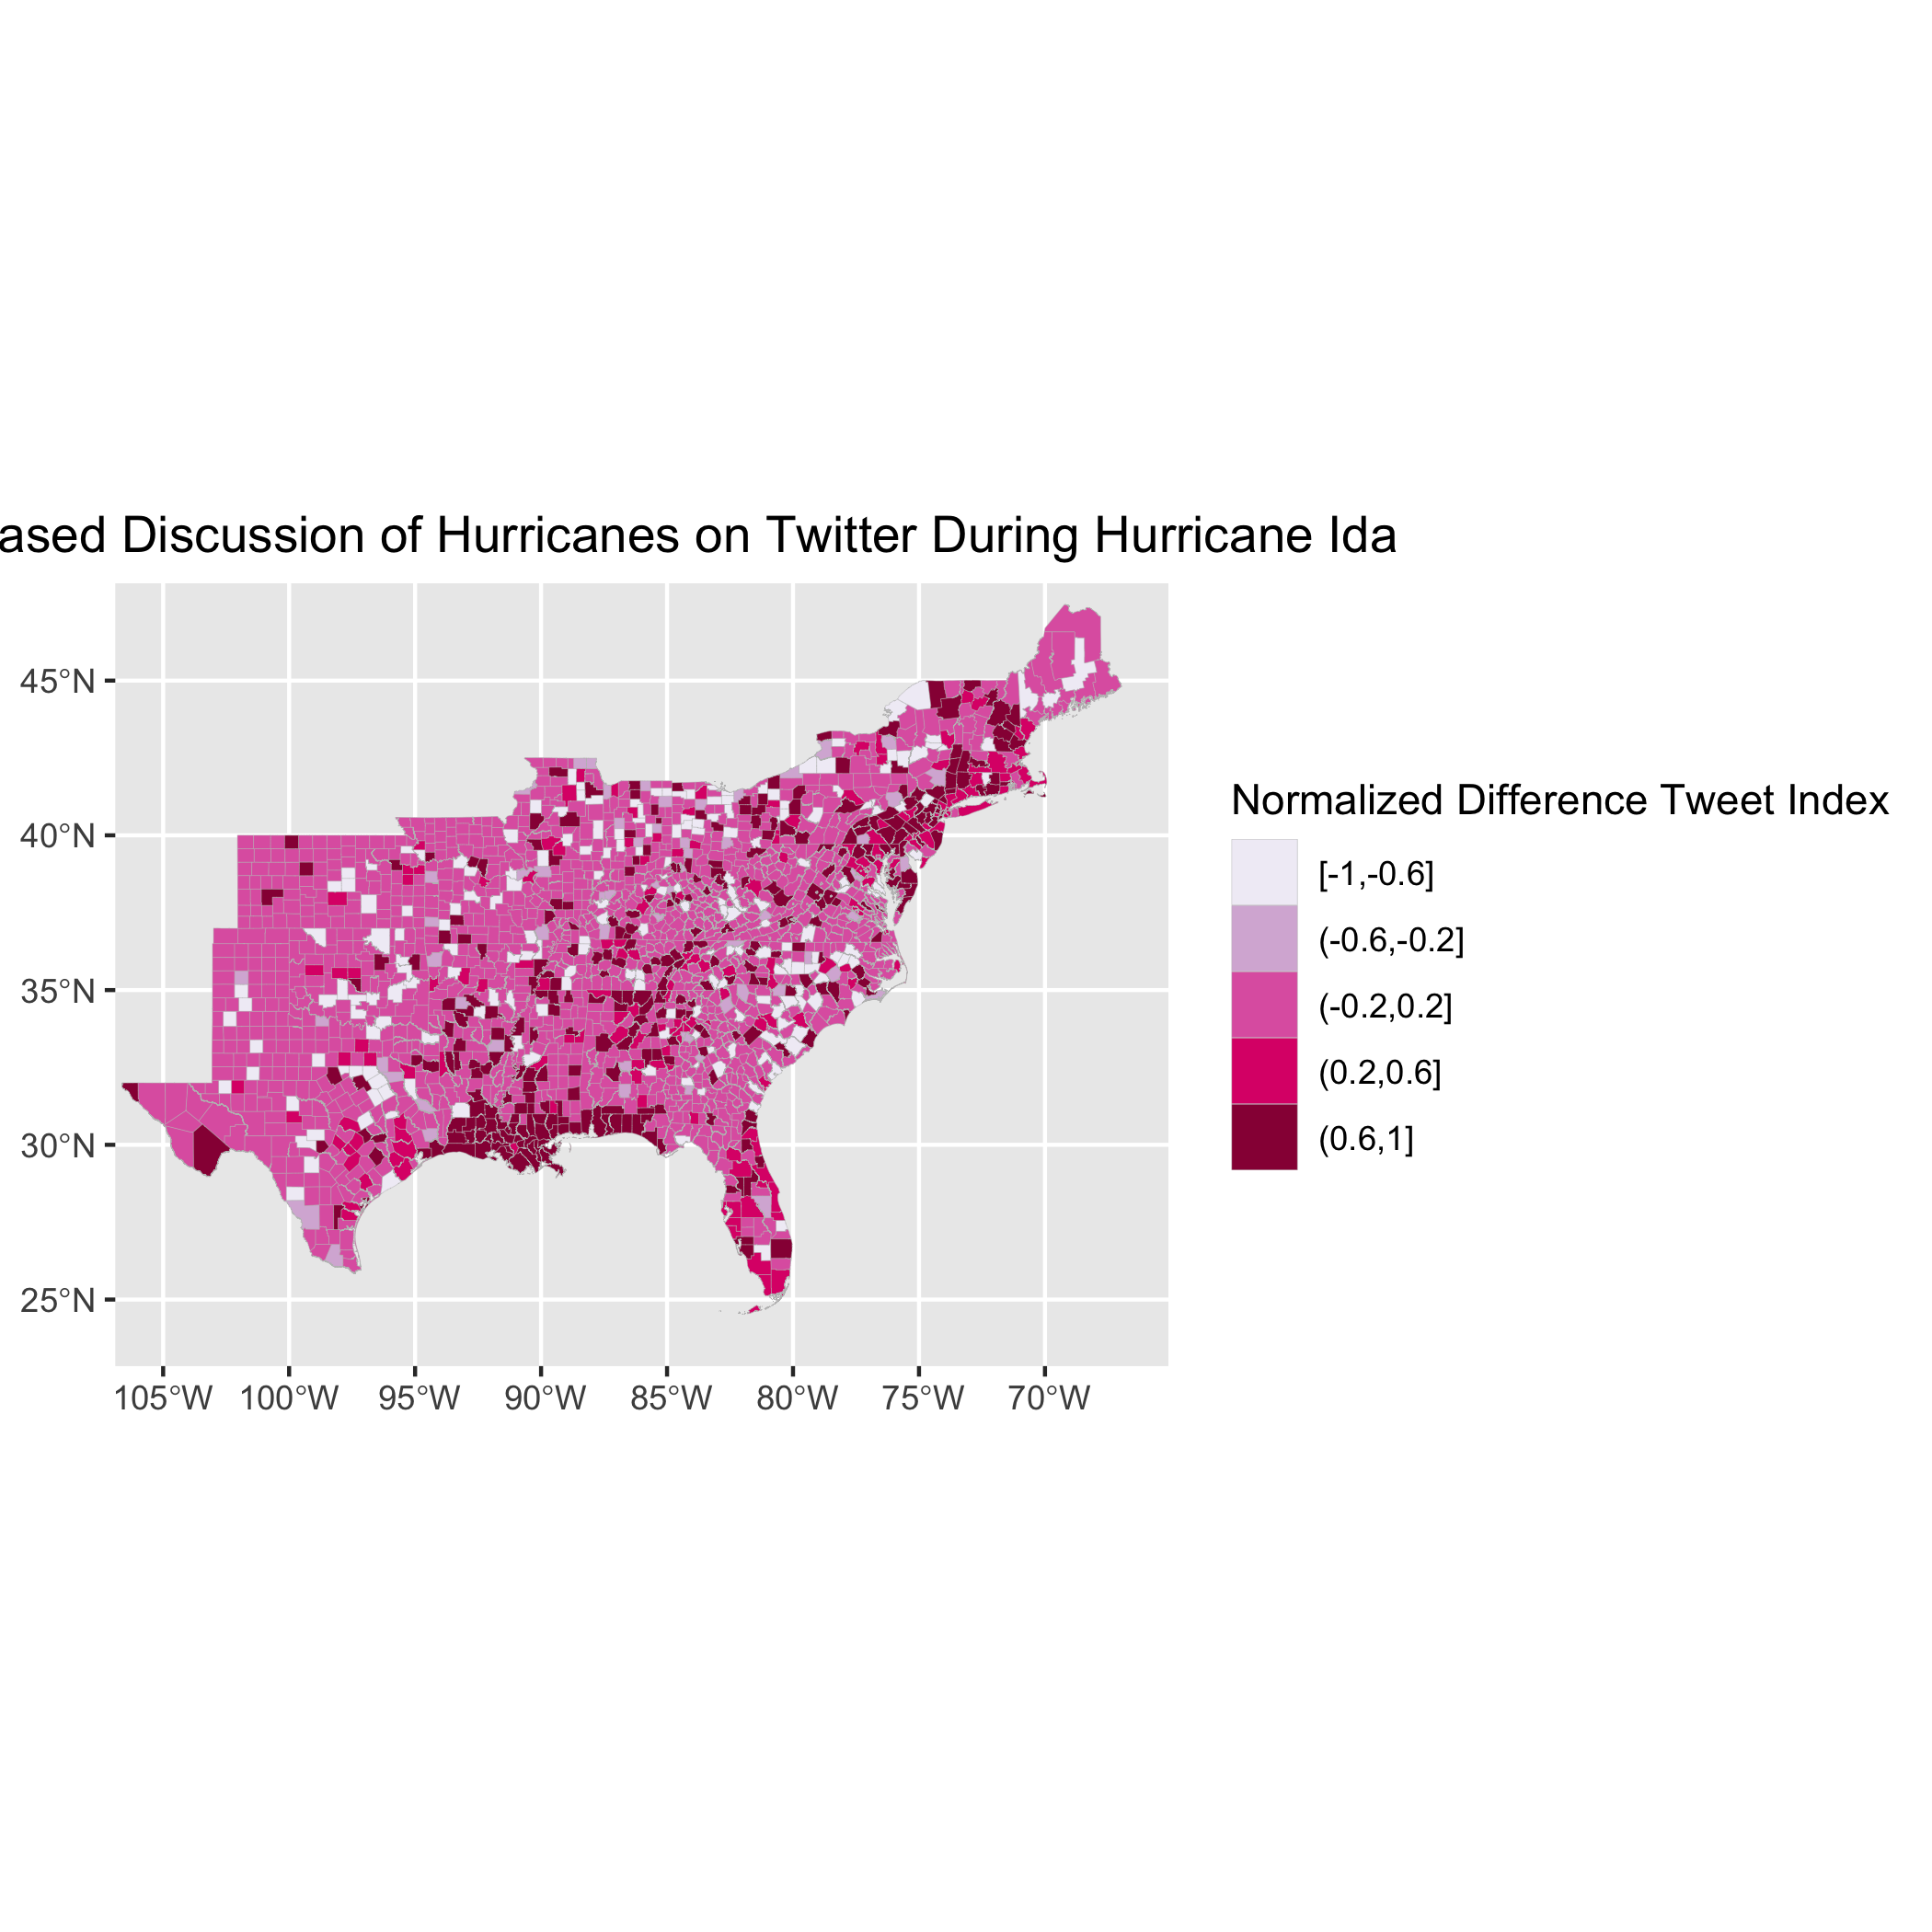 ased Discussion of Hurricanes on Twitter During Hurricane Ida
45°N
40°N
35°N
30°N
25°N
105°W 100°W 95°W 90°W 85°W 80°W 75°W 70°W
Normalized Difference Tweet Index
[-1,-0.6]
(-0.6,-0.2]
(-0.2,0.2]
(0.2,0.6]
(0.6,1]